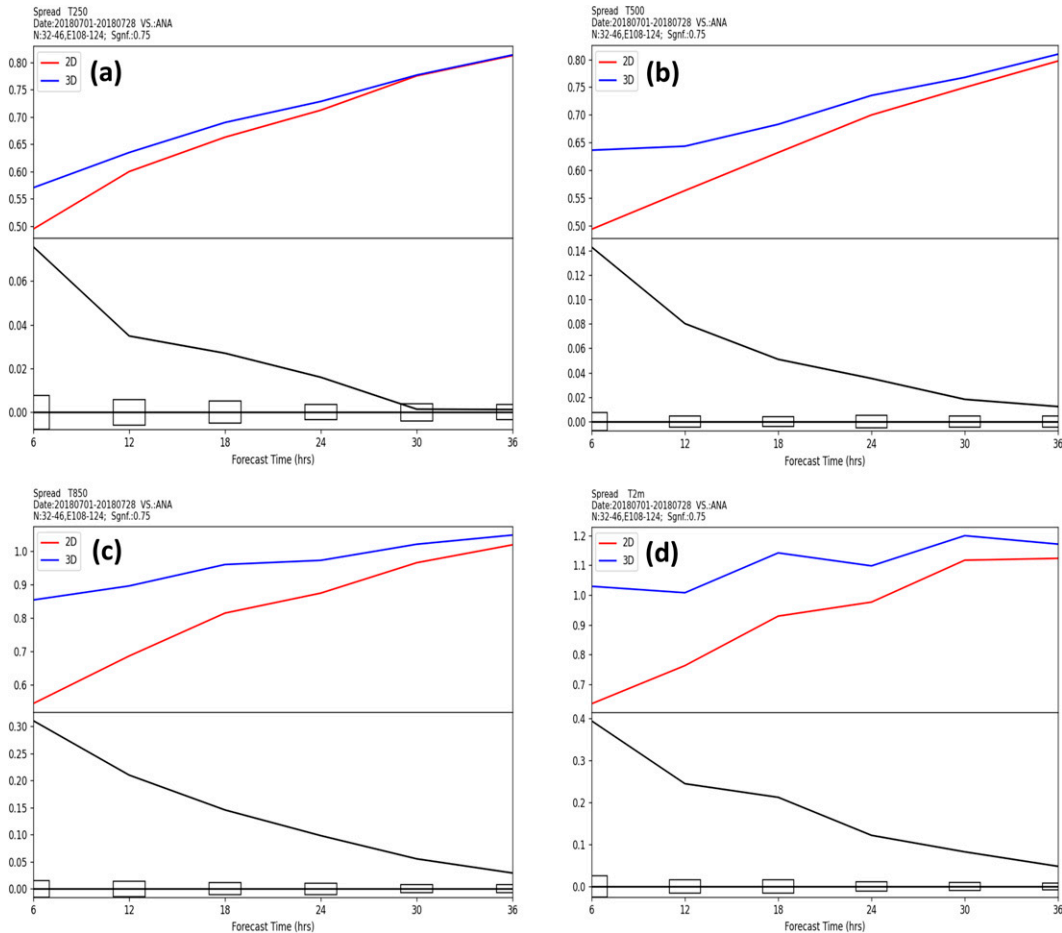 Spread T250
Date:20180701-20180728 VS.:ANA
N:32-46,E108-124; Sgnf.:0.75
2D
3D
(a)
0.80
0.75
0.70
0.65
0.60
0.55
0.50
0.06
0.04
0.02
0.00
6 12 18 24 30 36
Forecast Time (hrs)
Spread T500
Date:20180701-20180728 VS.:ANA
N:32-46,E108-124; Sgnf.:0.75
2D
3D
(b)
0.80
0.75
0.70
0.65
0.60
0.55
0.50
0.14
0.12
0.10
0.08
0.06
0.04
0.02
0.00
6 12 18 24 30 36
Forecast Time (hrs)
Spread T850
Date:20180701-20180728 VS.:ANA
N:32-46,E108-124; Sgnf.:0.75
2D
3D
(c)
1.0
0.9
0.8
0.7
0.6
0.30
0.25
0.20
0.15
0.10
0.05
0.00
6 12 18 24 30 36
Forecast Time (hrs)
Spread T2m
Date:20180701-20180728 VS.:ANA
N:32-46,E108-124; Sgnf.:0.75
2D
3D
(d)
1.2
1.1
1.0
0.9
0.8
0.7
0.4
0.3
0.2
0.1
0.0
6 12 18 24 30 36
Forecast Time (hrs)